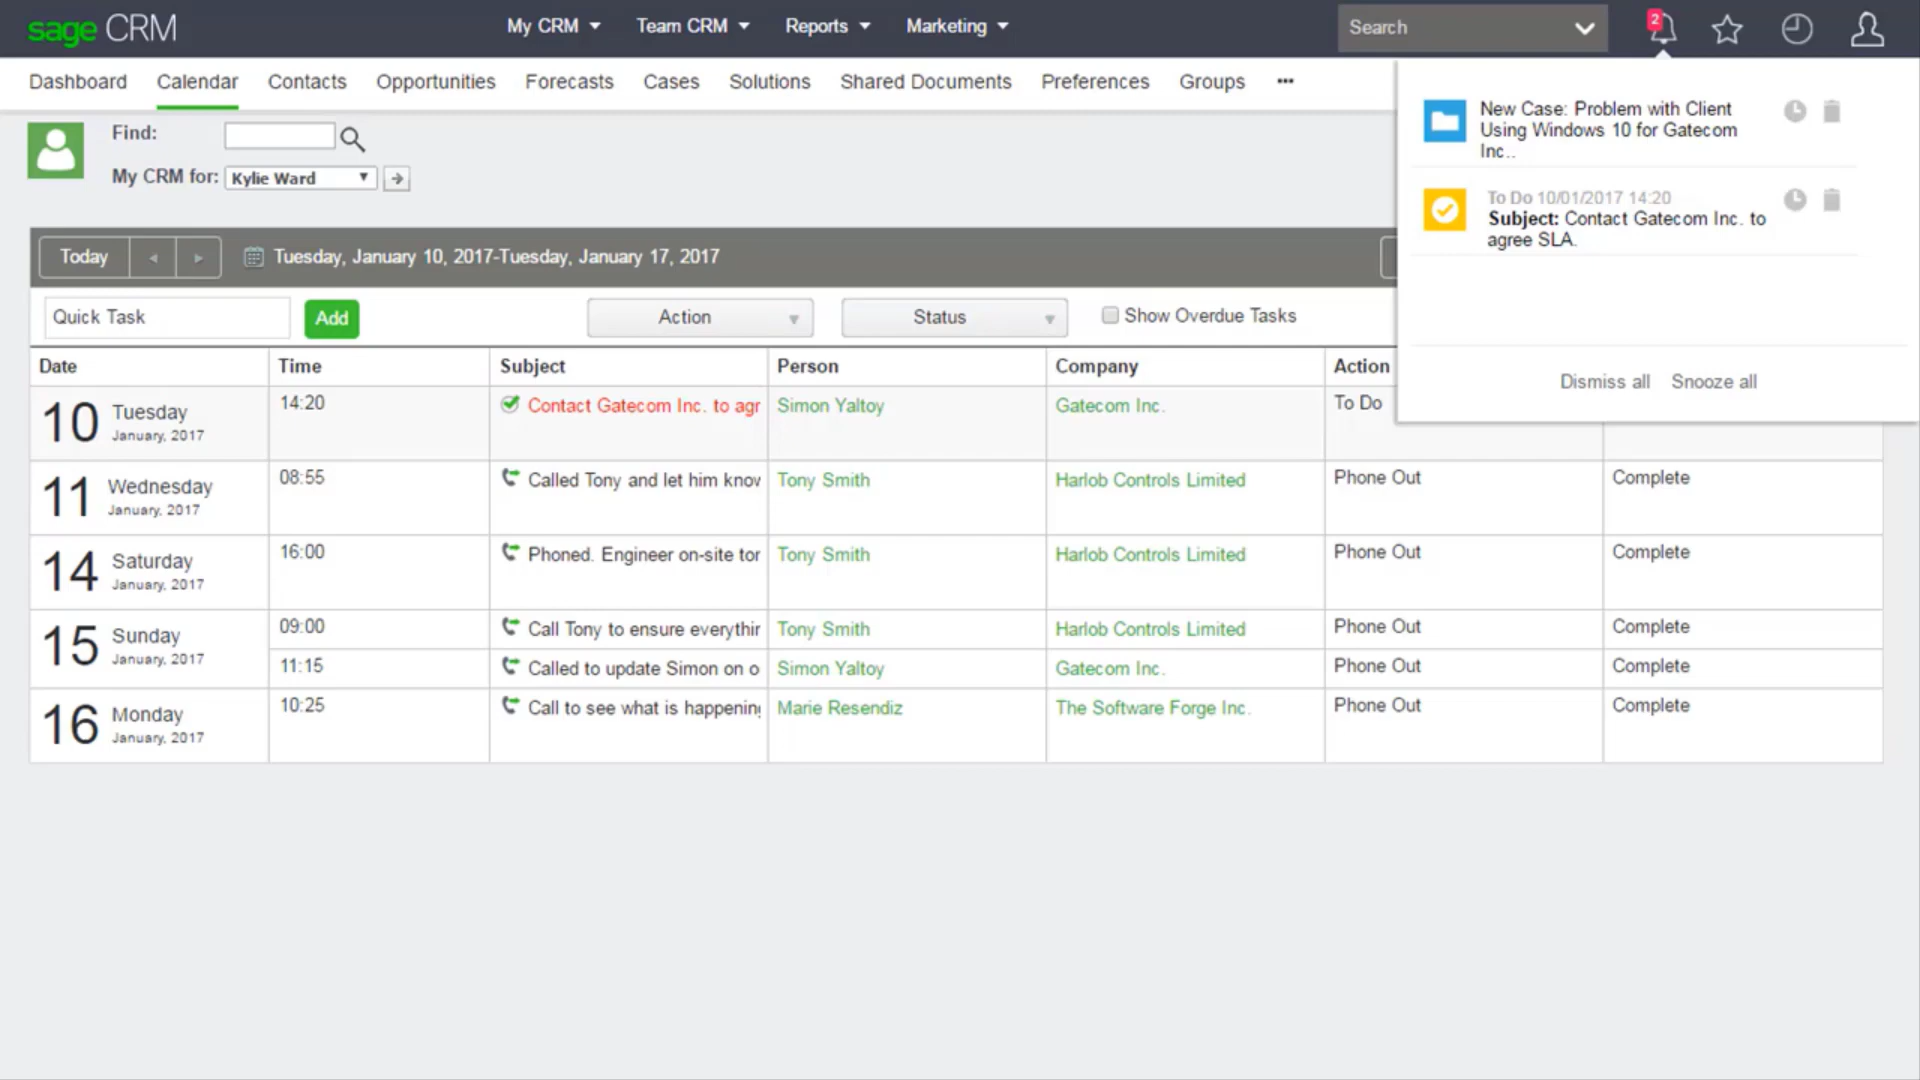 sage CRM
My CRM Team CRM Reports Marketing
Search
2
Dashboard Calendar Contacts Opportunities Forecasts Cases Solutions Shared Documents Preferences Groups ...
Find:
My CRM for: Kylie Ward
New Case: Problem with Client
Using Windows 10 for Gatecom
Inc..
To Do 10/01/2017 14:20
Subject: Contact Gatecom Inc. to
agree SLA.
Dismiss all Snooze all
Today Tuesday, January 10, 2017-Tuesday, January 17, 2017
Quick Task Add Action Status Show Overdue Tasks
Date Time Subject Person Company Action
10 Tuesday January, 2017 14:20 Contact Gatecom Inc. to agr Simon Yaltoy Gatecom Inc. To Do
11 Wednesday January, 2017 08:55 Called Tony and let him know Tony Smith Harlob Controls Limited Phone Out Complete
14 Saturday January, 2017 16:00 Phoned. Engineer on-site tor Tony Smith Harlob Controls Limited Phone Out Complete
15 Sunday January, 2017 09:00 Call Tony to ensure everythin Tony Smith Harlob Controls Limited Phone Out Complete
11:15 Called to update Simon on o Simon Yaltoy Gatecom Inc. Phone Out Complete
16 Monday January, 2017 10:25 Call to see what is happening Marie Resendiz The Software Forge Inc. Phone Out Complete